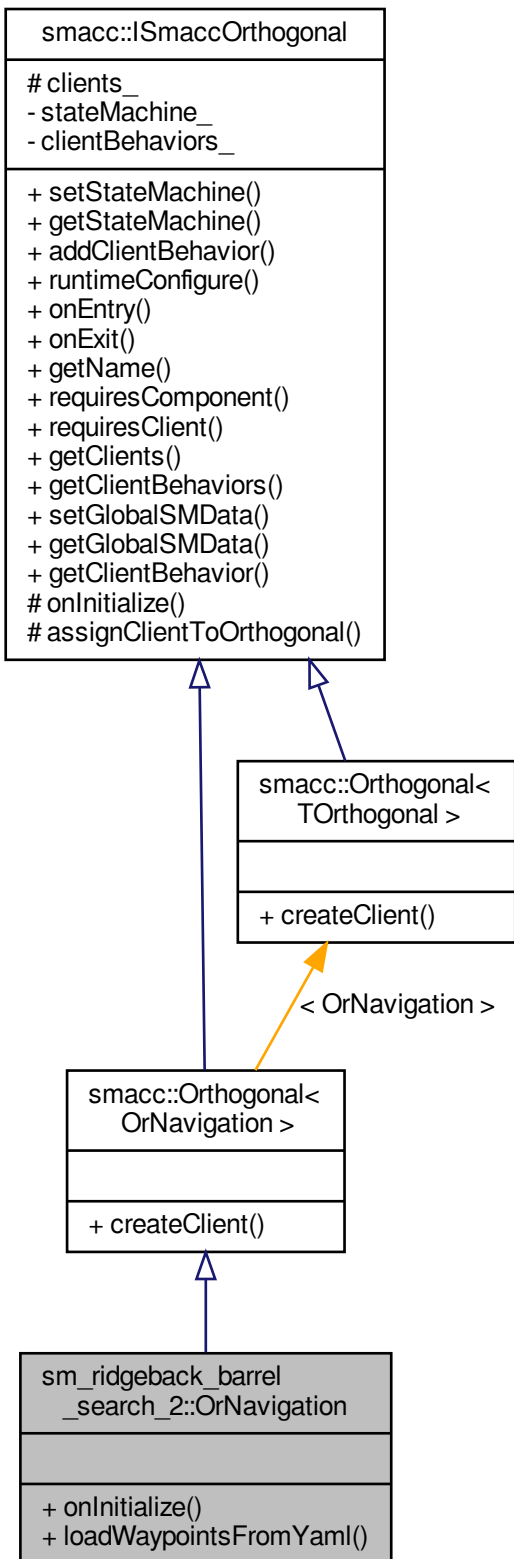 smacc::ISmaccOrthogonal
# clients_
- stateMachine_
- clientBehaviors_
+ setStateMachine()
+ getStateMachine()
+ addClientBehavior()
+ runtimeConfigure()
+ onEntry()
+ onExit()
+ getName()
+ requiresComponent()
+ requiresClient()
+ getClients()
+ getClientBehaviors()
+ setGlobalSMData()
+ getGlobalSMData()
+ getClientBehavior()
# onInitialize()
# assignClientToOrthogonal()
smacc::Orthogonal<
TOrthogonal >
+ createClient()
< OrNavigation >
smacc::Orthogonal<
OrNavigation >
+ createClient()
sm_ridgeback_barrel
_search_2::OrNavigation
+ onInitialize()
+ loadWaypointsFromYaml()